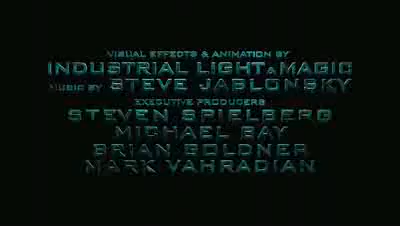 VISUAL EFFECTS & ANIMATION BY
INDUSTRIAL LIGHT & MAGIC
MUSIC BY STEVE JABLONSKY
EXECUTIVE PRODUCERS
STEVEN SPIELBERG
MICHAEL BAY
BRIAN GOLDNER
MARK VAHRADIAN